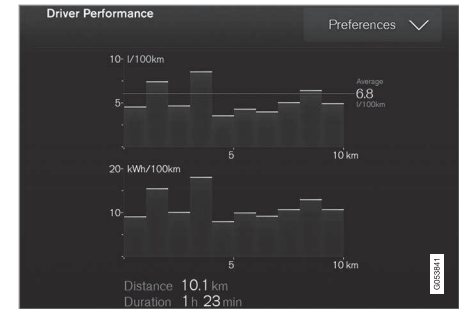 Driver Performance
Preferences
10- l/100km
Average
6.8
l/100km
5-
5
10 km
20- kWh/100km
10-
5
10 km
Distance 10.1 km
Duration 1 h 23 min
G053841